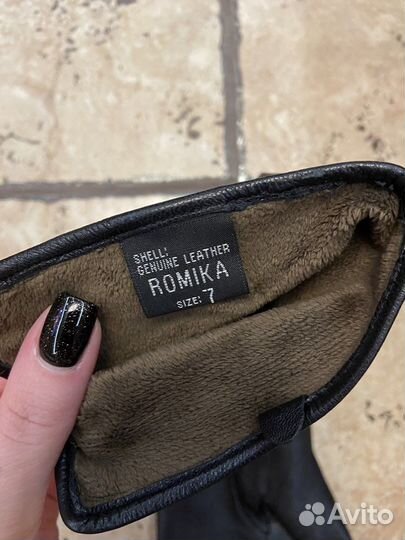 SHELL:
GENUINE LEATHER
ROMIKA
SIZE: 7
Avito